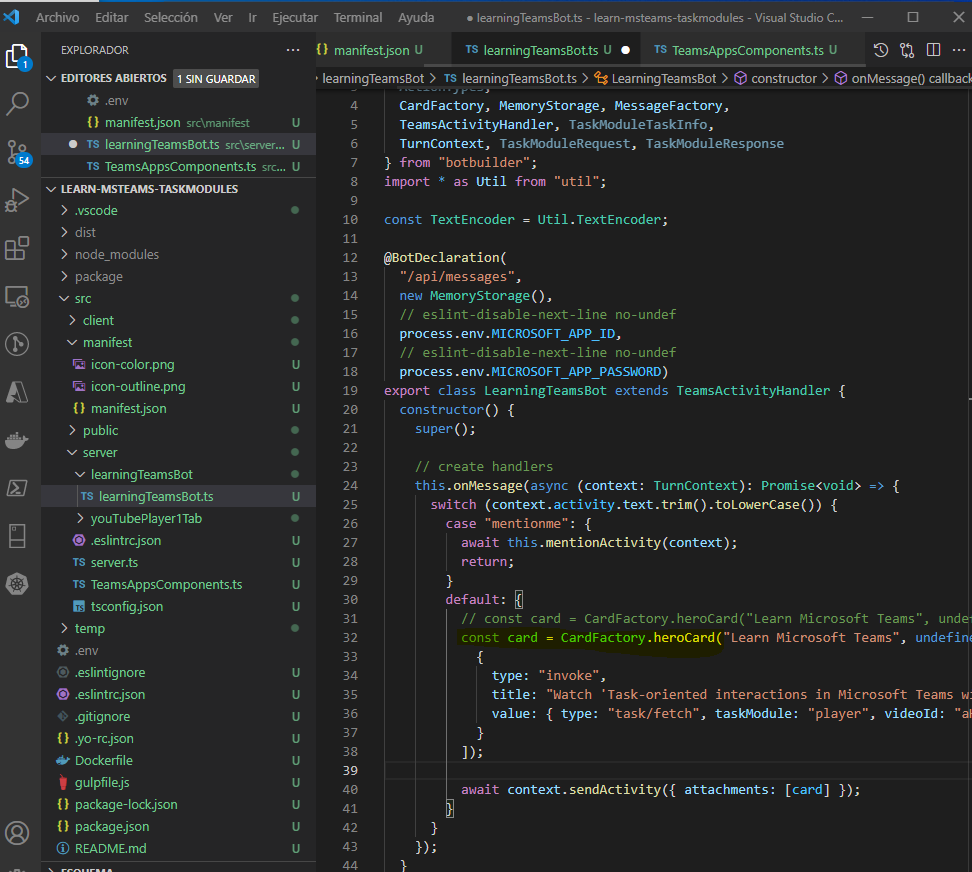 Archivo Editar Selección Ver Ir Ejecutar Terminal Ayuda ● learningTeamsBot.ts - learn-msteams-taskmodules - Visual Studio C...
EXPLORADOR ...
EDITORES ABIERTOS 1 SIN GUARDAR
.env
{} manifest.json src\manifest U
● TS learningTeamsBot.ts src\server... U
TS TeamsAppsComponents.ts src... U
LEARN-MSTEAMS-TASKMODULES
.vscode
dist
node_modules
package
src
client
manifest
icon-color.png U
icon-outline.png U
{} manifest.json U
public
server
learningTeamsBot
TS learningTeamsBot.ts U
youTubePlayer1Tab
.eslintrc.json U
TS server.ts U
TS TeamsAppsComponents.ts U
TS tsconfig.json U
temp
.env
.eslintignore U
.eslintrc.json U
.gitignore U
{} .yo-rc.json U
Dockerfile U
gulpfile.js U
{} package-lock.json U
{} package.json U
README.md U
ESQUEMA
1
54
{} manifest.json U TS learningTeamsBot.ts U ● TS TeamsAppsComponents.ts U ...
learningTeamsBot > TS learningTeamsBot.ts > LearningTeamsBot > constructor > onMessage() callback
3 ActionTypes,
4 CardFactory, MemoryStorage, MessageFactory,
5 TeamsActivityHandler, TaskModuleTaskInfo,
6 TurnContext, TaskModuleRequest, TaskModuleResponse
7 } from "botbuilder";
8 import * as Util from "util";
9
10 const TextEncoder = Util.TextEncoder;
11
12 @BotDeclaration(
13 "/api/messages",
14 new MemoryStorage(),
15 // eslint-disable-next-line no-undef
16 process.env.MICROSOFT_APP_ID,
17 // eslint-disable-next-line no-undef
18 process.env.MICROSOFT_APP_PASSWORD)
19 export class LearningTeamsBot extends TeamsActivityHandler {
20 constructor() {
21 super();
22
23 // create handlers
24 this.onMessage(async (context: TurnContext): Promise<void> => {
25 switch (context.activity.text.trim().toLowerCase()) {
26 case "mentionme": {
27 await this.mentionActivity(context);
28 return;
29 }
30 default: {
31 // const card = CardFactory.heroCard("Learn Microsoft Teams", unde
32 const card = CardFactory.heroCard("Learn Microsoft Teams", undefine
33 {
34 type: "invoke",
35 title: "Watch 'Task-oriented interactions in Microsoft Teams wi
36 value: { type: "task/fetch", taskModule: "player", videoId: "aH
37 }
38 ]);
39
40 await context.sendActivity({ attachments: [card] });
41 }
42 }
43 });
44 }